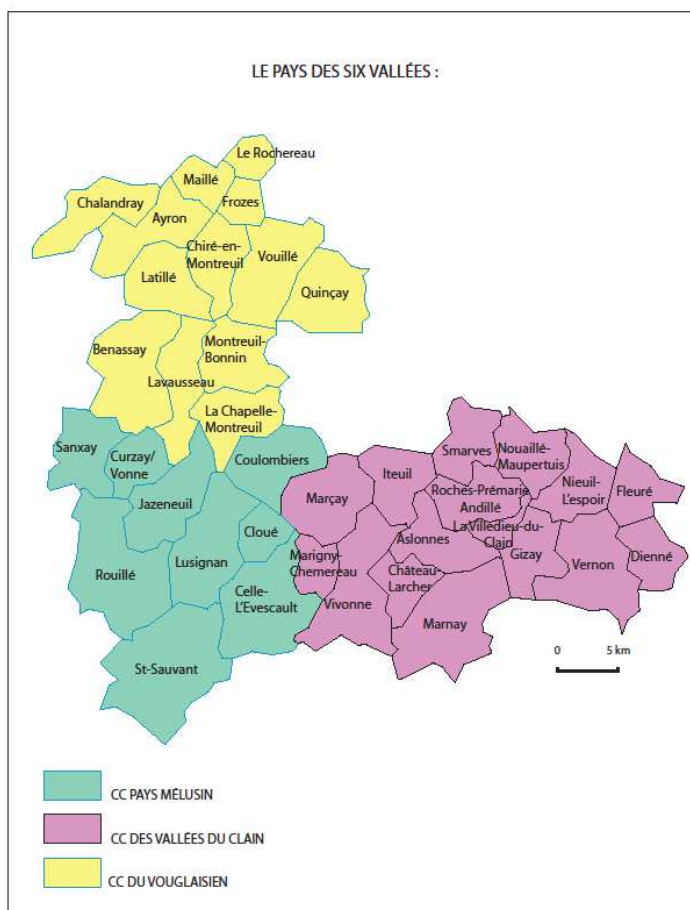 LE PAYS DES SIX VALLÉES :
Le Rochereau
Maillé
Chalandray
Frozes
Ayron
Chiré-en-
Montreuil
Vouillé
Latillé
Quinçay
Montreuil-
Bonnin
Benassay
Lavausseau
La Chapelle-
Montreuil
Sanxay
Curzay/
Vonne
Coulombiers
Jazeneuil
Cloué
Lusignan
Rouillé
Celle-
L'Evescault
St-Sauvant
Smarves
Nouaillé-
Maupertuis
Iteuil
Nieuil-
L'espoir
Fleuré
Marçay
Roches-Prémarie
Andillé
La Villedieu-du-
Clain
Aslonnes
Gizay
Marigny-
Chemereau
Château-
Larcher
Vernon
Dienné
Vivonne
Marnay
0 5 km
CC PAYS MÉLUSIN
CC DES VALLÉES DU CLAIN
CC DU VOUGLAISIEN